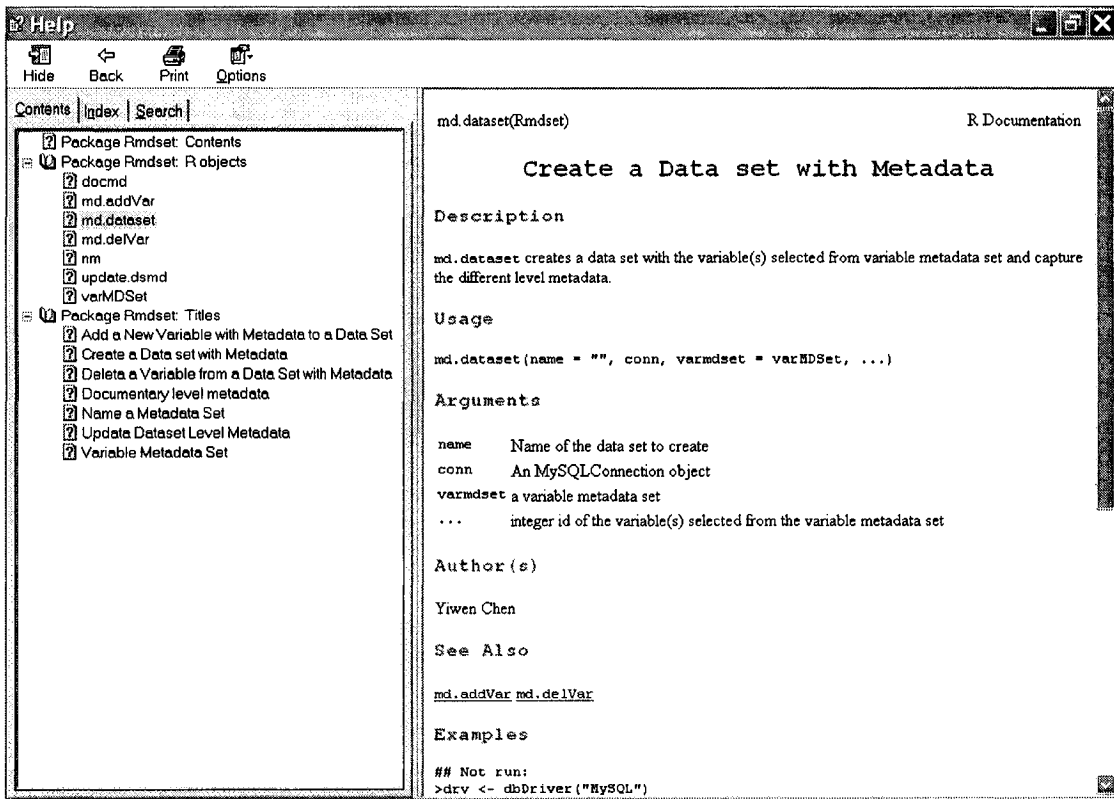 Help
Hide Back Print Options
Contents Index Search
Package Rmdset: Contents
Package Rmdset: R objects
docmd
md.addVar
md.dataset
md.delVar
nm
update.dsmd
varMDSet
Package Rmdset: Titles
Add a New Variable with Metadata to a Data Set
Create a Data set with Metadata
Delete a Variable from a Data Set with Metadata
Documentary level metadata
Name a Metadata Set
Update Dataset Level Metadata
Variable Metadata Set
md.dataset(Rmdset) R Documentation
Create a Data set with Metadata
Description
md.dataset creates a data set with the variable(s) selected from variable metadata set and capture
the different level metadata.
Usage
md.dataset(name = "", conn, varmdset = varMDSet, ...)
Arguments
name Name of the data set to create
conn An MySQLConnection object
varmdset a variable metadata set
... integer id of the variable(s) selected from the variable metadata set
Author(s)
Yiwen Chen
See Also
md.addVar md.delVar
Examples
## Not run:
>drv <- dbDriver("MySQL")